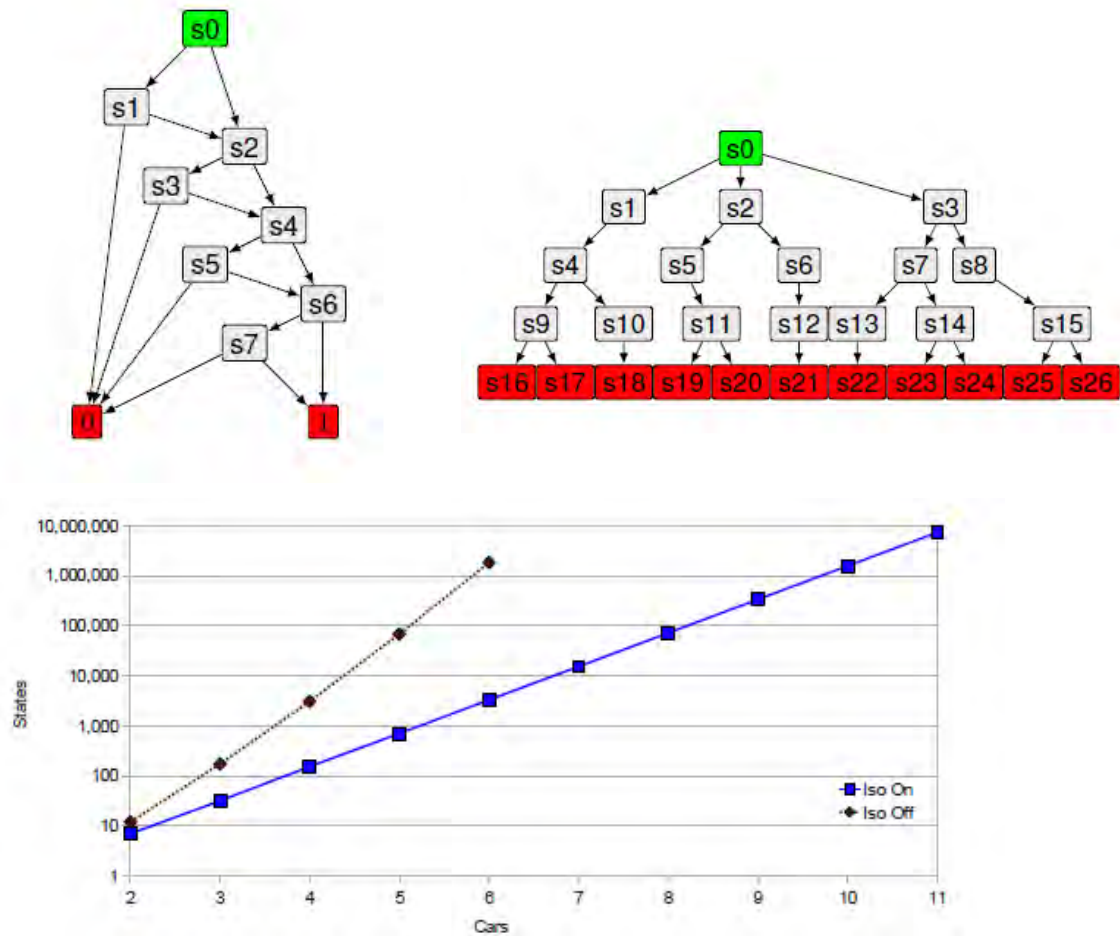 s0
s1
s2
s3
s4
s5
s6
s7
0
1
s0
s1 s2 s3
s4 s5 s6 s7 s8
s9 s10 s11 s12 s13 s14 s15
s16 s17 s18 s19 s20 s21 s22 s23 s24 s25 s26
10,000,000
1,000,000
100,000
10,000
1,000
100
10
1
States
Iso On
Iso Off
2 3 4 5 6 7 8 9 10 11
Cars